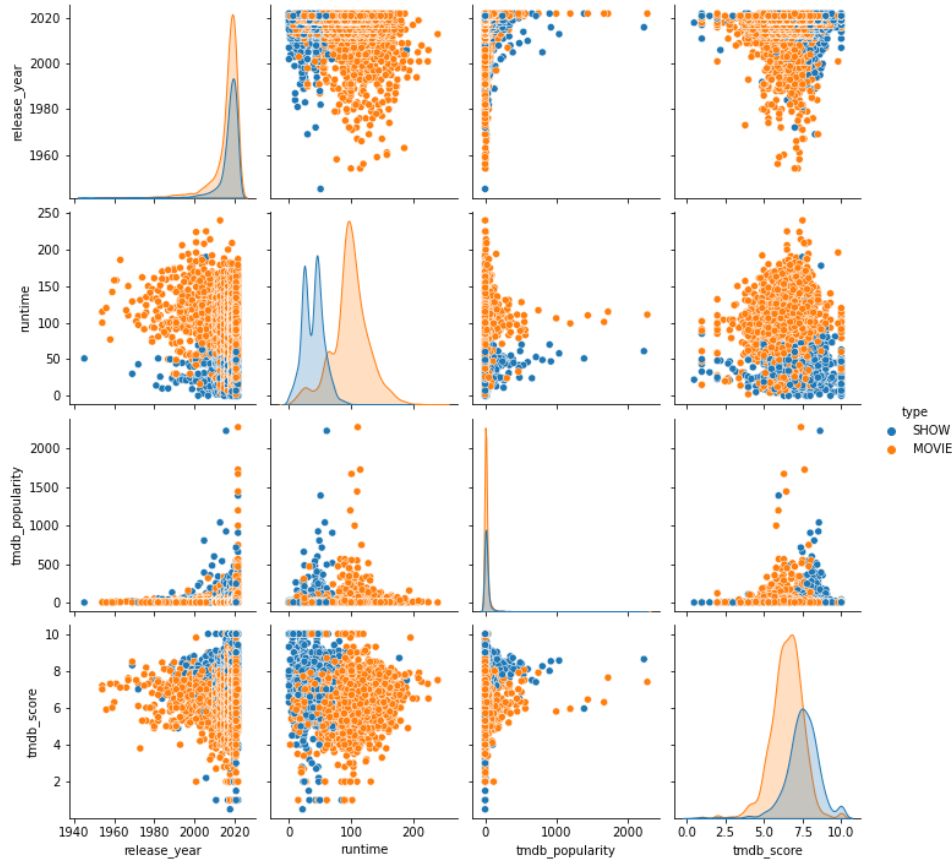 2020
2000
1980
1960
release_year
250
200
150
100
50
0
runtime
type
SHOW
MOVIE
2000
1500
1000
500
0
tmdb_popularity
10
8
6
4
2
tmdb_score
1940 1960 1980 2000 2020
release_year
0 100 200
runtime
0 1000 2000
tmdb_popularity
0.0 2.5 5.0 7.5 10.0
tmdb_score